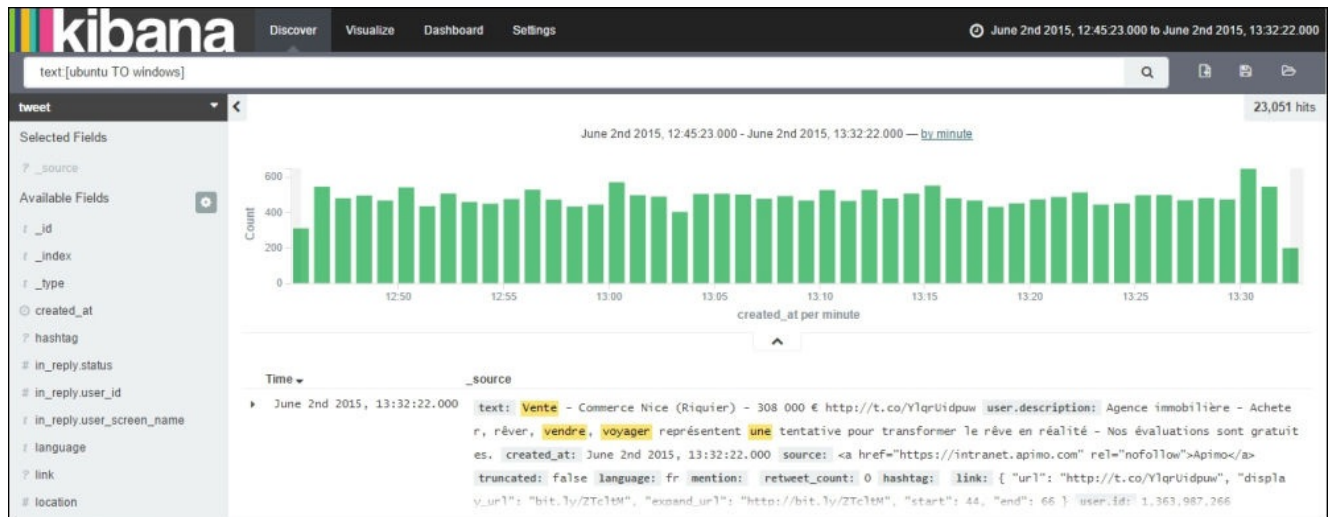 kibana
Discover Visualize Dashboard Settings
June 2nd 2015, 12:45:23.000 to June 2nd 2015, 13:32:22.000
text:[ubuntu TO windows]
tweet
23,051 hits
Selected Fields
? _source
Available Fields
t _id
t _index
t _type
created_at
? hashtag
# in_reply.status
# in_reply.user_id
t in_reply.user_screen_name
t language
? link
# location
June 2nd 2015, 12:45:23.000 - June 2nd 2015, 13:32:22.000 — by minute
Count
600
400
200
0
12:50 12:55 13:00 13:05 13:10 13:15 13:20 13:25 13:30
created_at per minute
Time _source
June 2nd 2015, 13:32:22.000 text: Vente - Commerce Nice (Riquier) - 308 000 € http://t.co/YlqrUidpuw user.description: Agence immobilière - Achete
r, rêver, vendre, voyager représentent une tentative pour transformer le rêve en réalité - Nos évaluations sont gratuit
es. created_at: June 2nd 2015, 13:32:22.000 source: <a href="https://intranet.apimo.com" rel="nofollow">Apimo</a>
truncated: false language: fr mention: retweet_count: 0 hashtag: link: { "url": "http://t.co/YlqrUidpuw", "displa
y_url": "bit.ly/ZTcltM", "expand_url": "http://bit.ly/ZTcltM", "start": 44, "end": 66 } user.id: 1,363,987,266